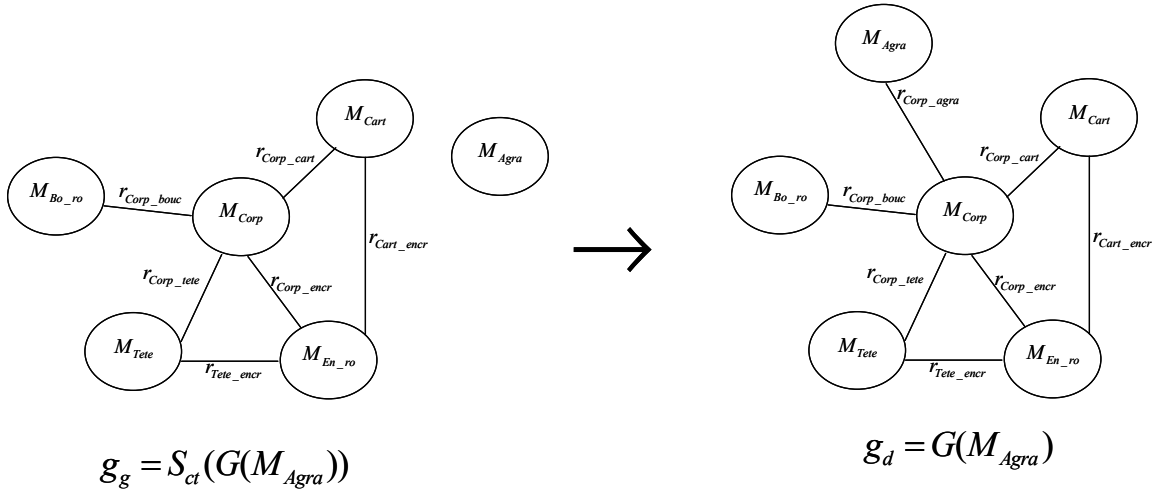 M_Cart
M_Agra
r_Corp_cart
M_Bo_ro
r_Corp_bouc
M_Corp
r_Cart_encr
r_Corp_tete
r_Corp_encr
M_Tete
M_En_ro
r_Tete_encr
g_g = S_ct(G(M_Agra))
M_Agra
r_Corp_agra
M_Cart
r_Corp_cart
M_Bo_ro
r_Corp_bouc
M_Corp
r_Cart_encr
r_Corp_tete
r_Corp_encr
M_Tete
M_En_ro
r_Tete_encr
g_d = G(M_Agra)